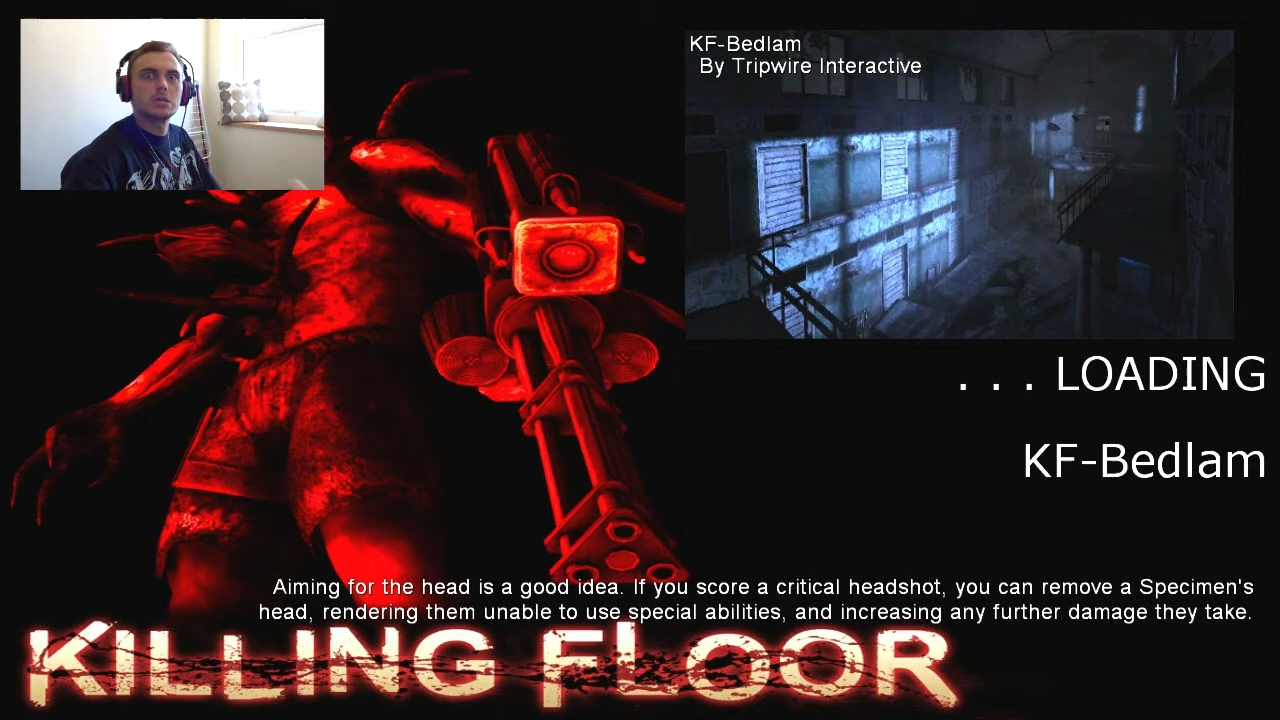 KF-Bedlam
By Tripwire Interactive
. . . LOADING
KF-Bedlam
Aiming for the head is a good idea. If you score a critical headshot, you can remove a Specimen's
head, rendering them unable to use special abilities, and increasing any further damage they take.
KILLING FLOOR